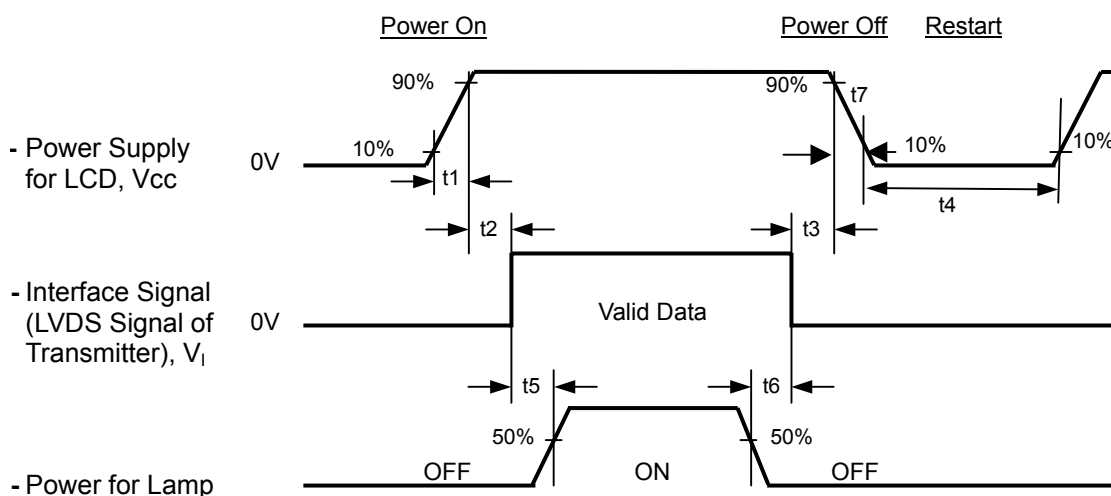 Power On
Power Off
Restart
90%
90%
t7
- Power Supply
for LCD, Vcc
0V
10%
10%
10%
t1
t4
t2
t3
- Interface Signal
(LVDS Signal of
Transmitter), VI
0V
Valid Data
t5
t6
50%
50%
- Power for Lamp
OFF
ON
OFF